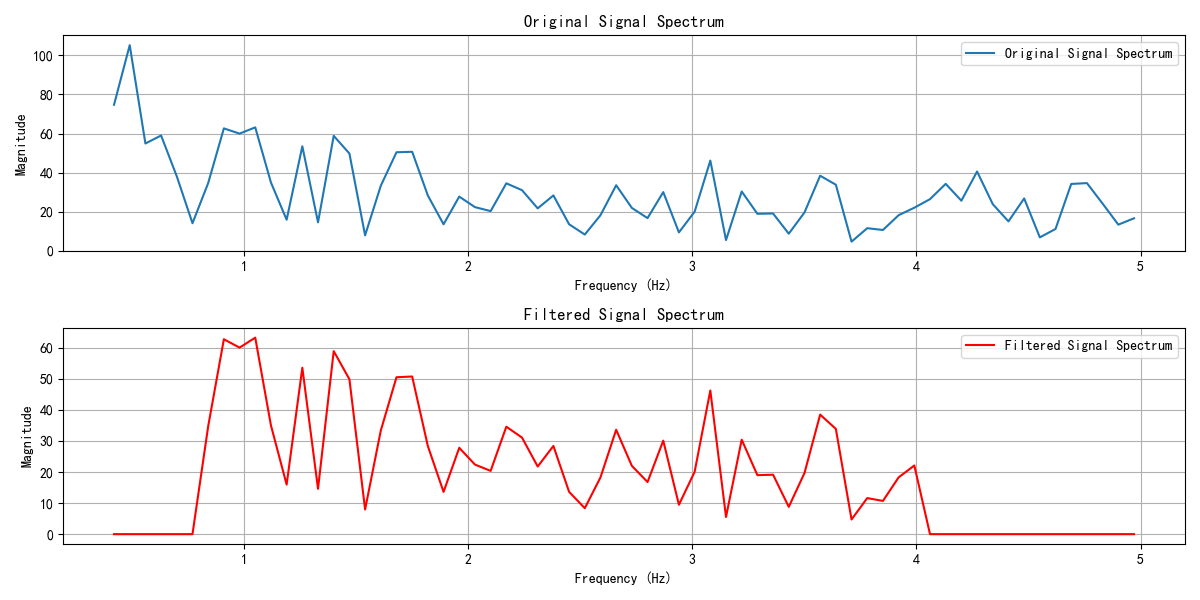 Original Signal Spectrum
Original Signal Spectrum
Magnitude
100
80
60
40
20
0
1 2 3 4 5
Frequency (Hz)
Filtered Signal Spectrum
Filtered Signal Spectrum
Magnitude
60
50
40
30
20
10
0
1 2 3 4 5
Frequency (Hz)